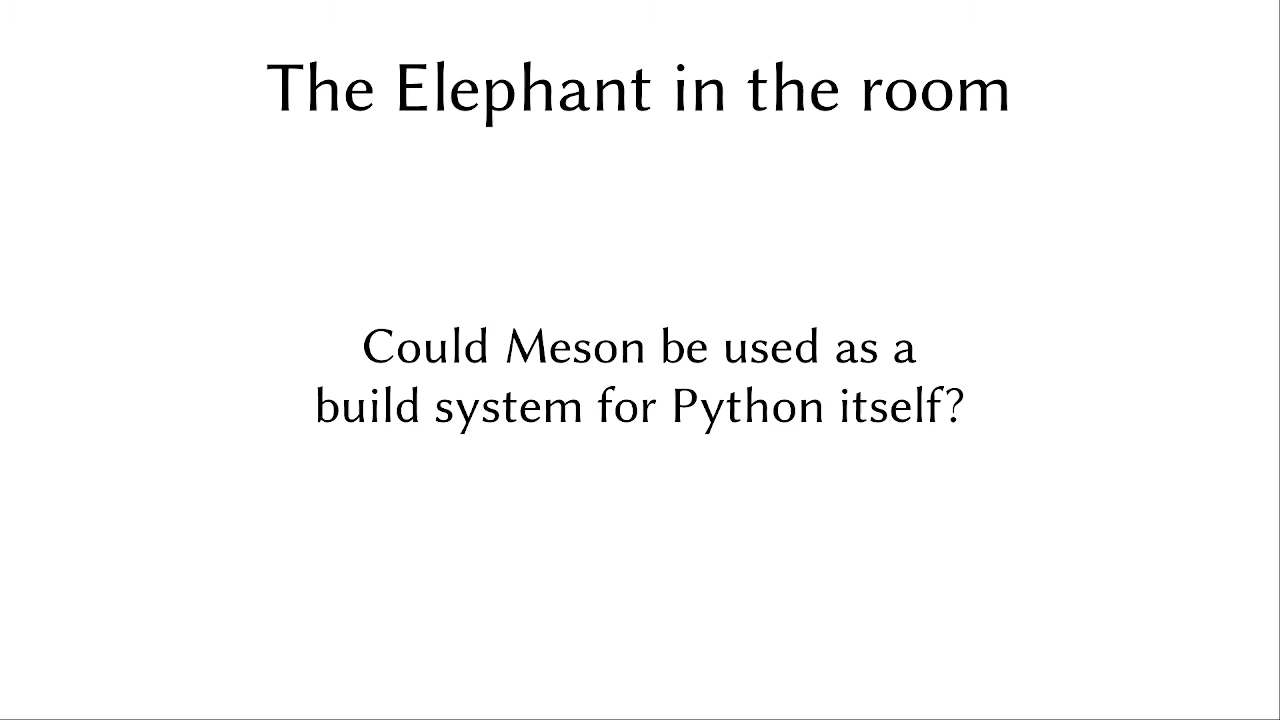 The Elephant in the room
Could Meson be used as a
build system for Python itself?